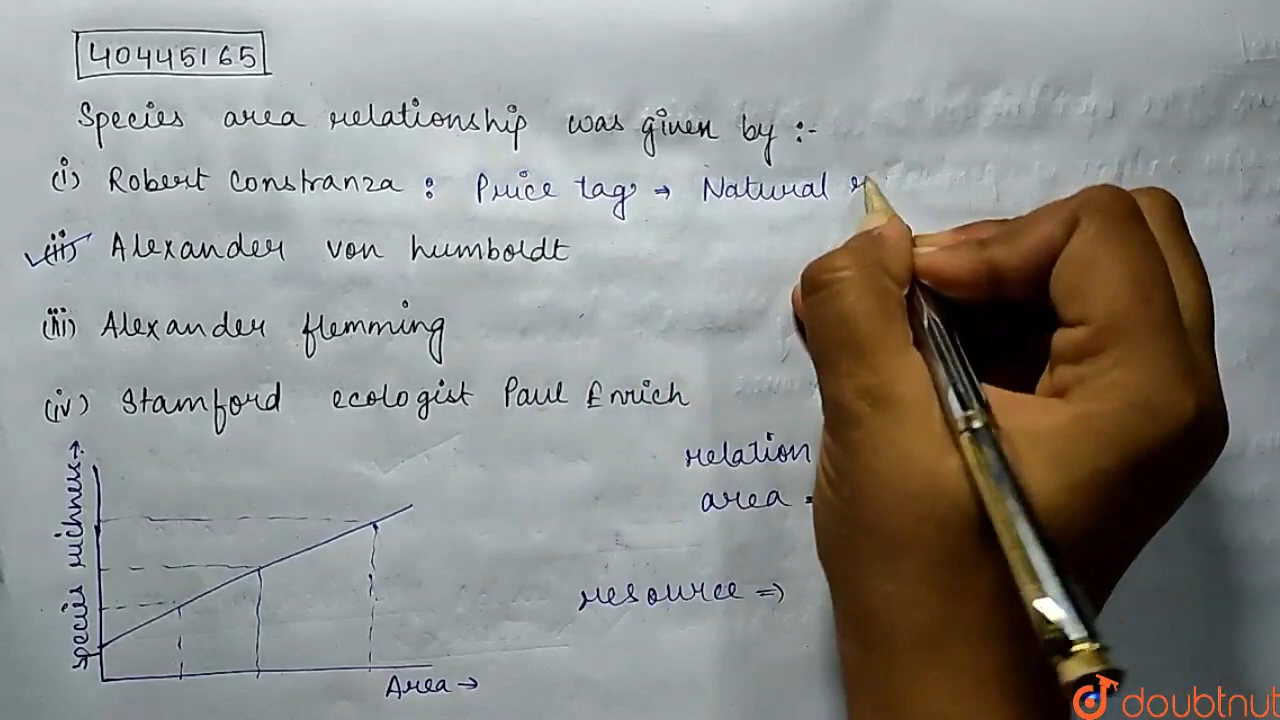 40445165
Species area relationship was given by :-
(i) Robert Constranza : Price tag → Natural r
(ii) Alexander von humboldt
(iii) Alexander flemming
(iv) Stamford ecologist Paul Enrich
relation
area =
resource ⇒
Species richness →
Area →
doubtnut